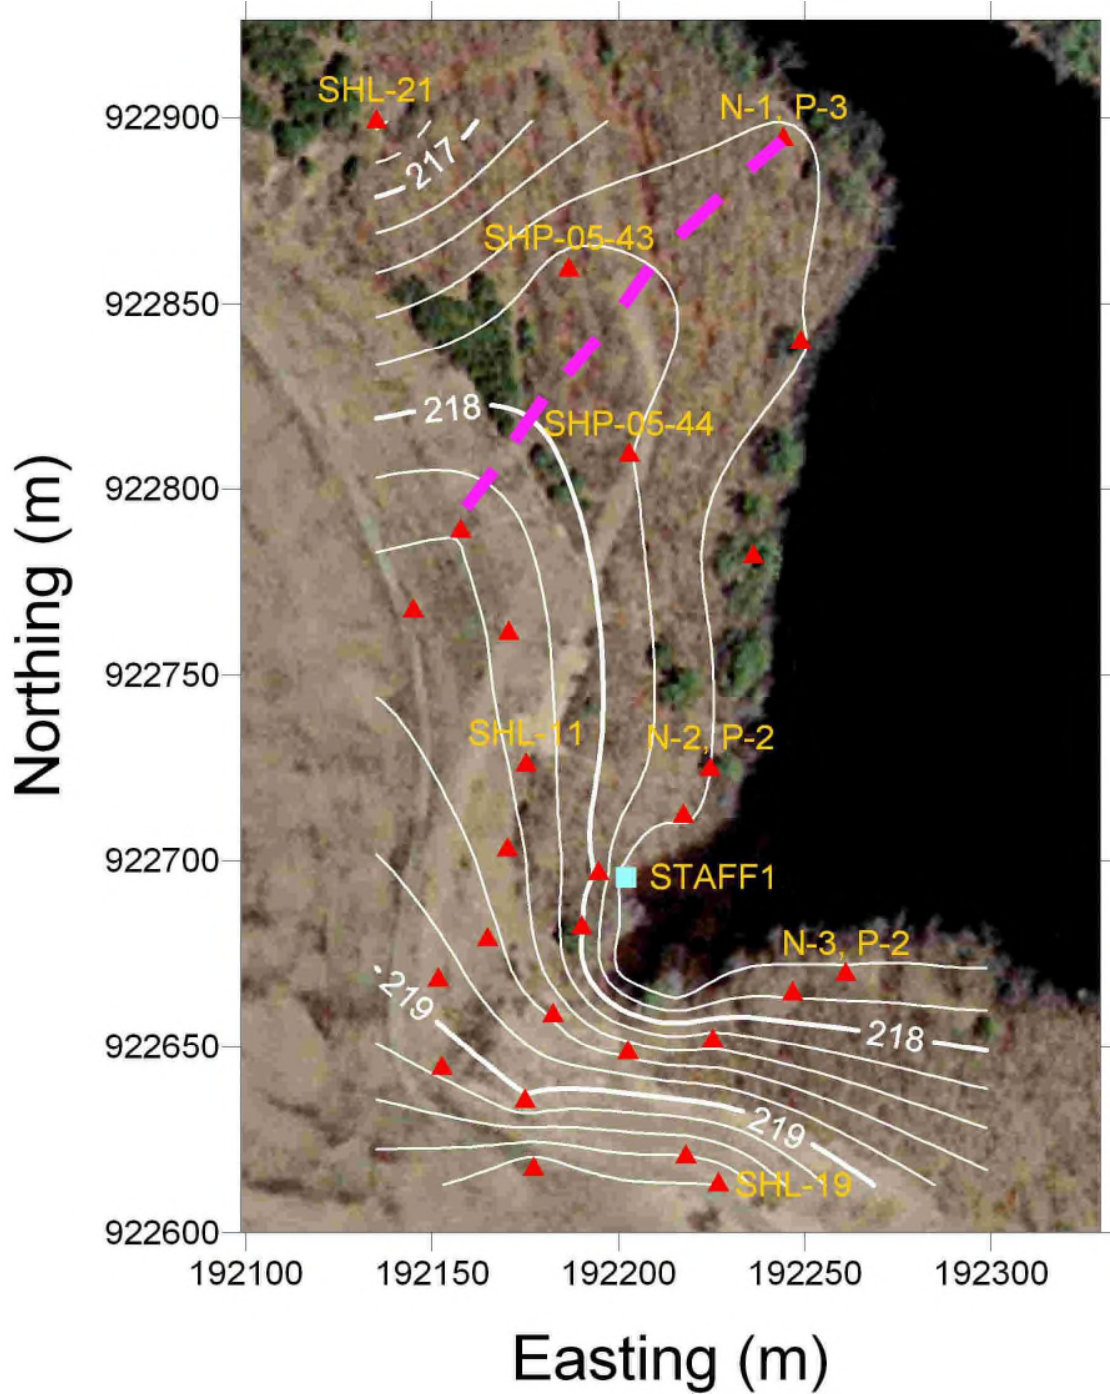 SHL-21
N-1, P-3
922900
217
SHP-05-43
922850
218
SHP-05-44
922800
922750
SHL-11
N-2, P-2
922700
STAFF1
N-3, P-2
219
218
922650
219
SHL-19
922600
192100
192150
192200
192250
192300
Northing (m)
Easting (m)